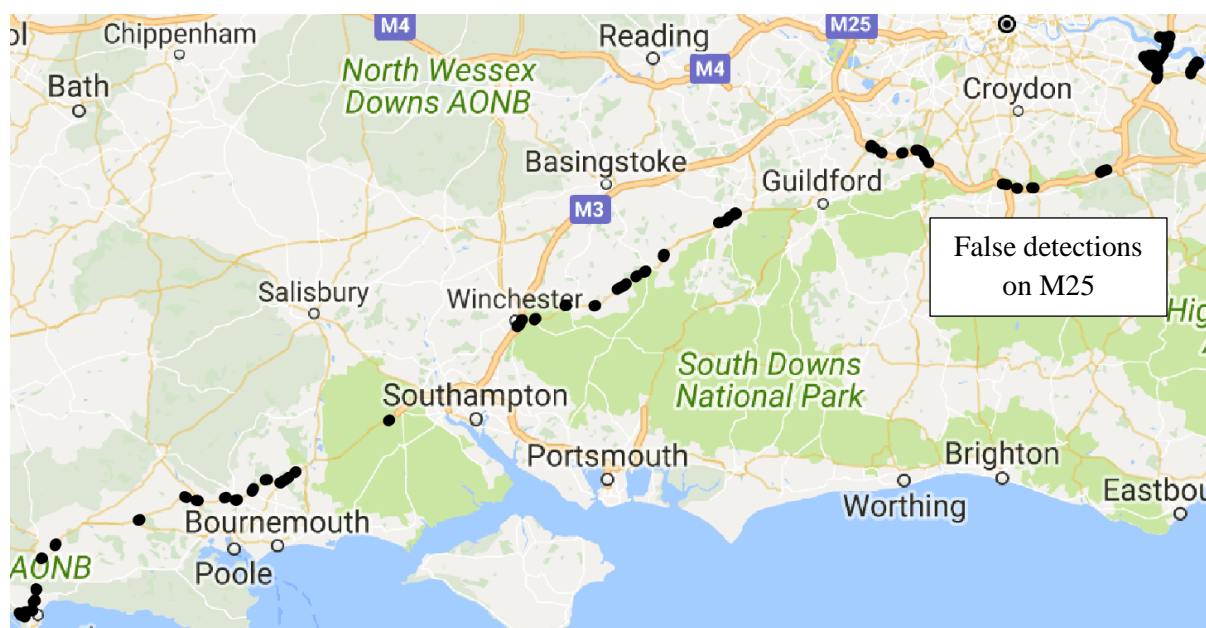 ol
Chippenham
M4
Reading
M25
North Wessex
Downs AONB
M4
Bath
Croydon
Basingstoke
Guildford
M3
False detections
on M25
Salisbury
Winchester
Hig
South Downs
National Park
Southampton
Portsmouth
Brighton
Worthing
Eastbou
Bournemouth
AONB
Poole